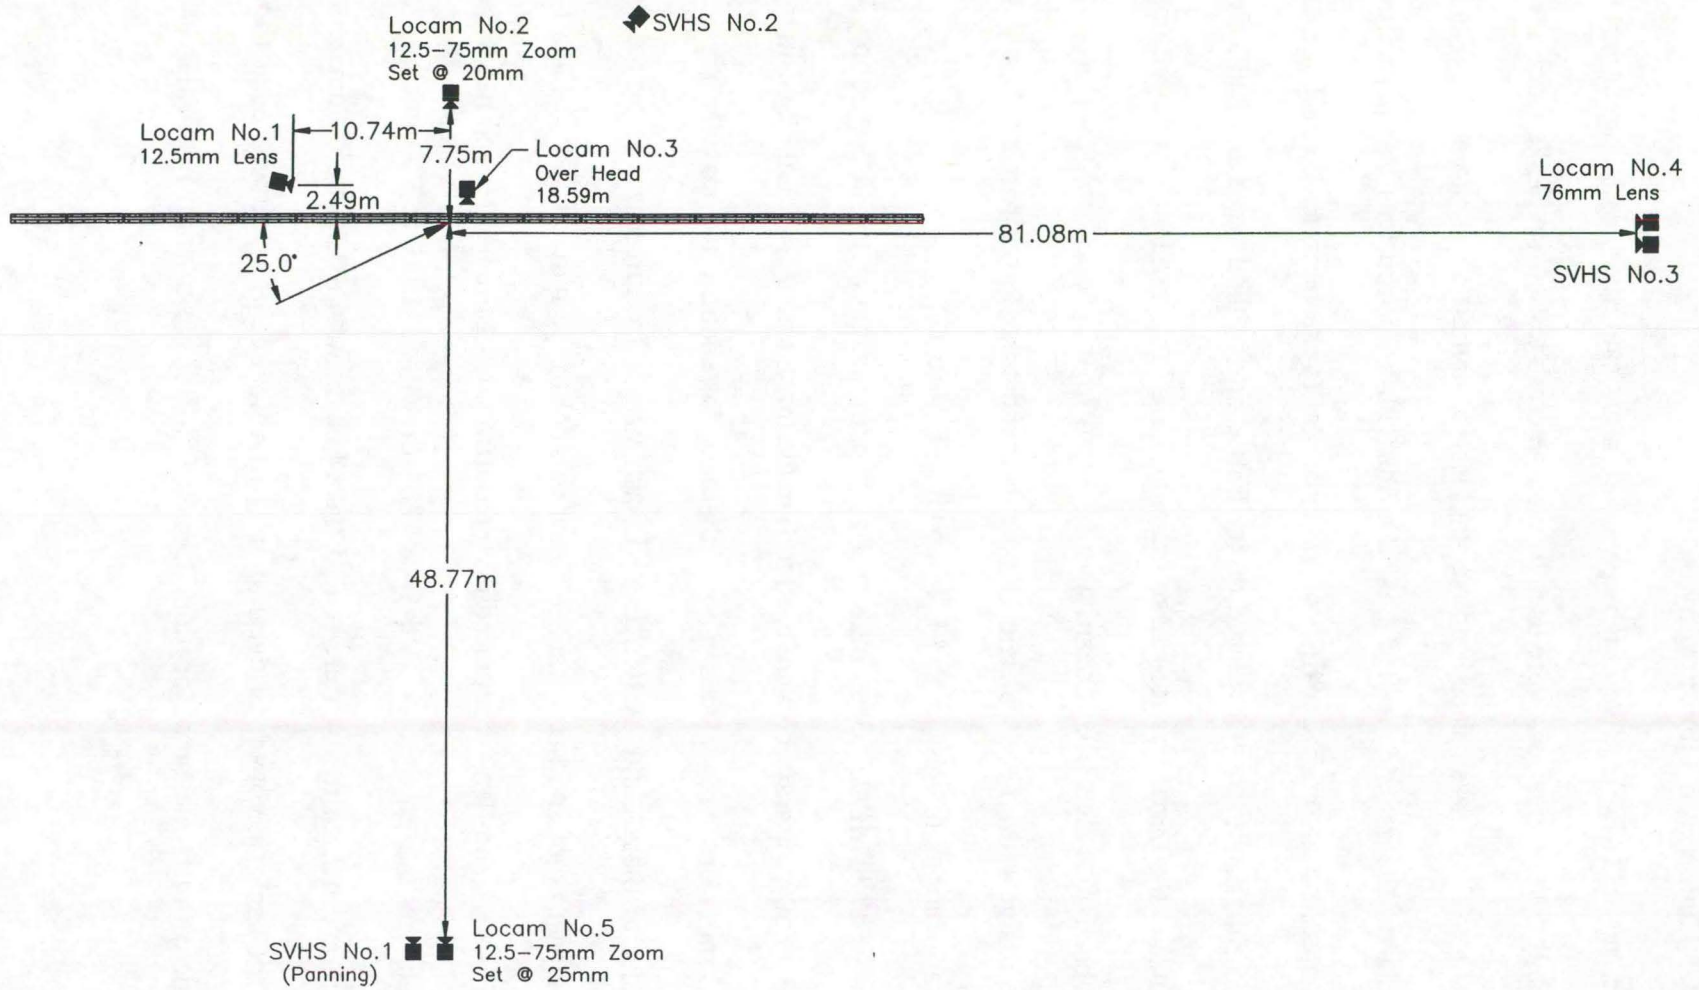 Locam No.2
12.5-75mm Zoom
Set @ 20mm
SVHS No.2
Locam No.1
12.5mm Lens
10.74m
7.75m
2.49m
Locam No.3
Over Head
18.59m
Locam No.4
76mm Lens
81.08m
SVHS No.3
25.0°
48.77m
SVHS No.1
(Panning)
Locam No.5
12.5-75mm Zoom
Set @ 25mm